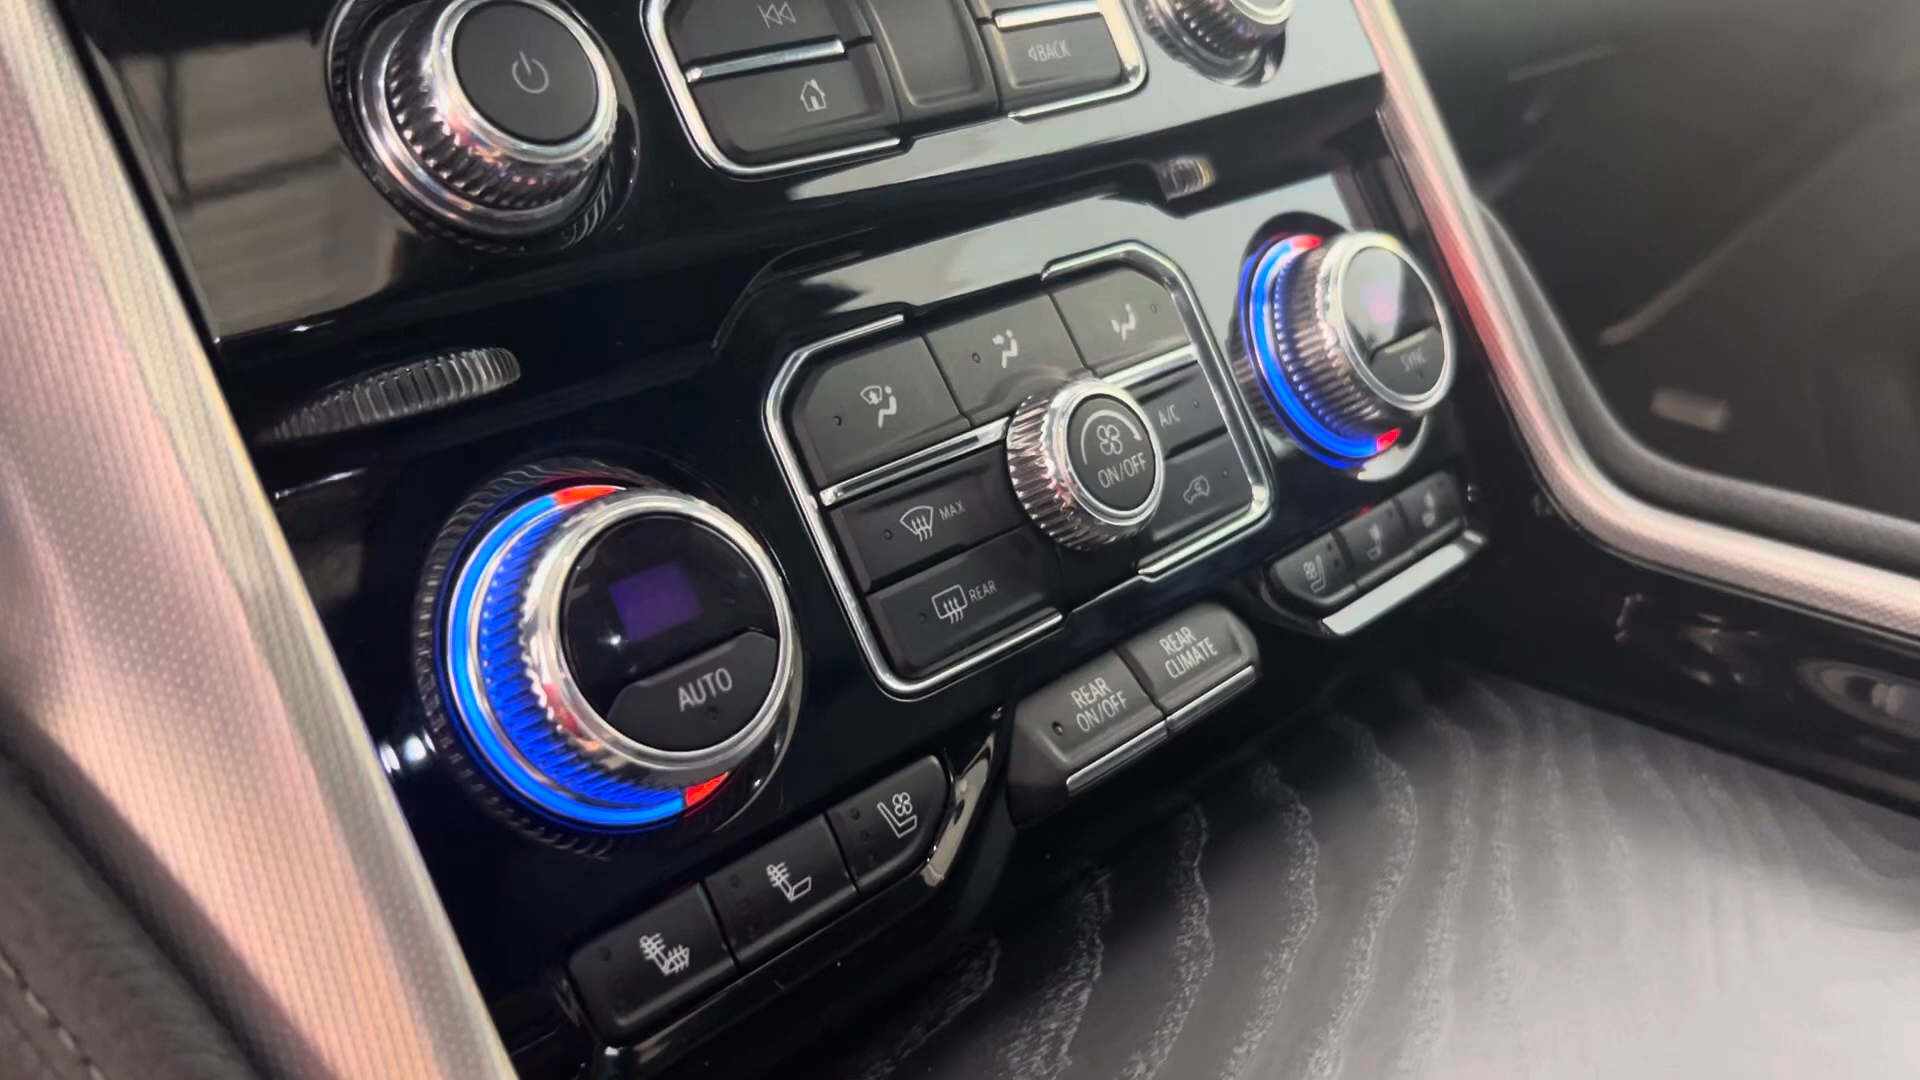 ◁BACK
SYNC
A/C
ON/OFF
MAX
REAR
AUTO
REAR
CLIMATE
REAR
ON/OFF